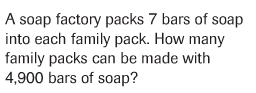 A soap factory packs 7 bars of soap
into each family pack. How many
family packs can be made with
4,900 bars of soap?